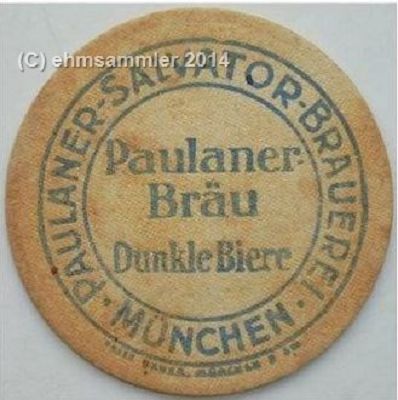 (C) ehmsammler 2014
PAULANER-SALVATOR-BRAUEREI
Paulaner-
Bräu
Dunkle Biere
· MÜNCHEN ·